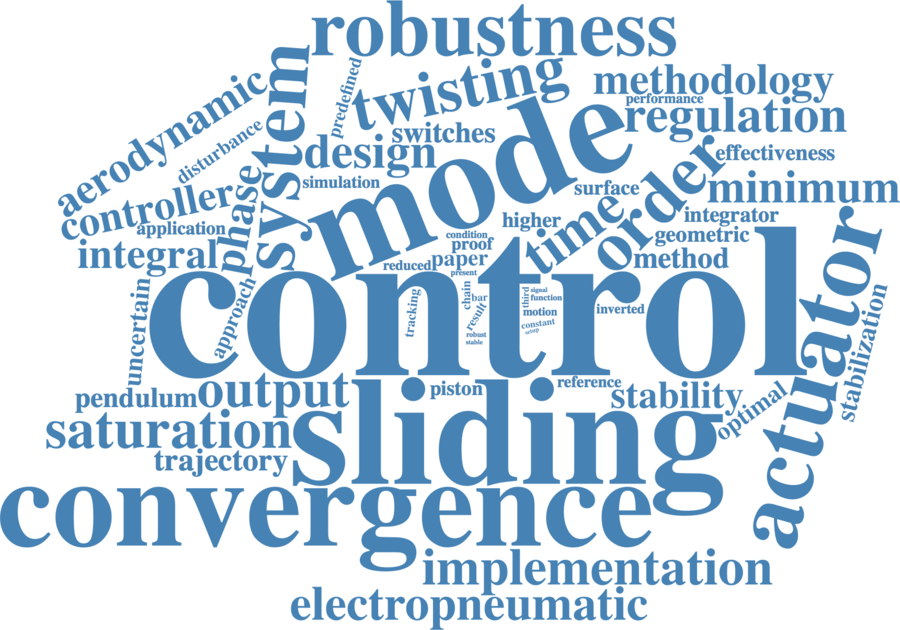 robustness
predefined
twisting
methodology
performance
aerodynamic
system
mode
regulation
switches
disturbance
design
order
effectiveness
simulation
surface
minimum
controller
phase
higher
time
integrator
application
condition
proof
geometric
integral
paper
method
reduced
present
control
actuator
uncertain
approach
tracking
chain
bar
result
robust
stable
third
signal
function
motion
constant
setup
inverted
stabilization
pendulum
output
piston
reference
stability
optimal
saturation
sliding
trajectory
convergence
implementation
electropneumatic